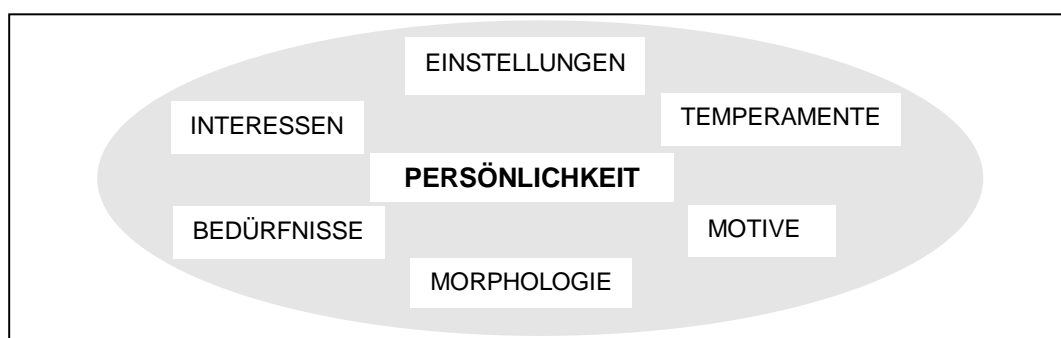 EINSTELLUNGEN
TEMPERAMENTE
INTERESSEN
PERSÖNLICHKEIT
BEDÜRFNISSE
MOTIVE
MORPHOLOGIE